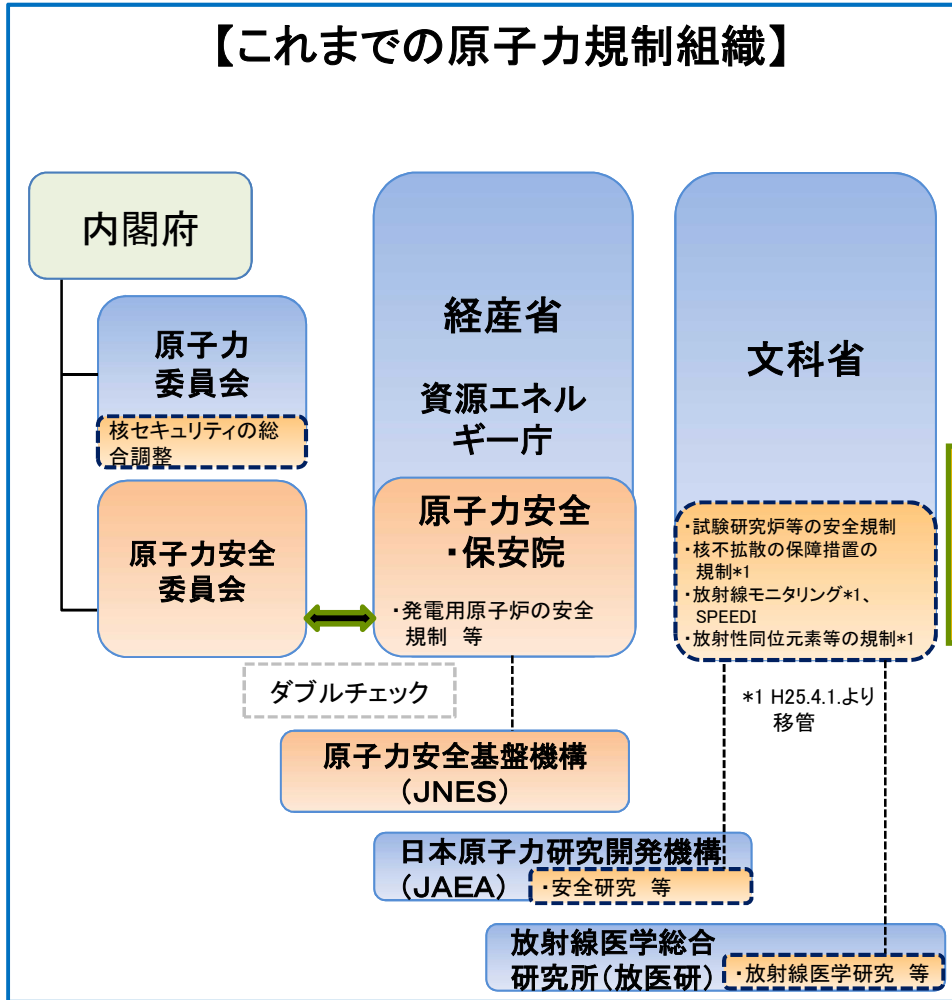 【これまでの原子力規制組織】
内閣府
原子力
委員会
核セキュリティの総
合調整
原子力安全
委員会
経産省
資源エネル
ギー庁
原子力安全
・保安院
・発電用原子炉の安全
規制 等
ダブルチェック
原子力安全基盤機構
(JNES)
文科省
・試験研究炉等の安全規制
・核不拡散の保障措置の
規制*1
・放射線モニタリング*1、
SPEEDI
・放射性同位元素等の規制*1
*1 H25.4.1.より
移管
日本原子力研究開発機構
(JAEA)
・安全研究 等
放射線医学総合
研究所(放医研)
・放射線医学研究 等